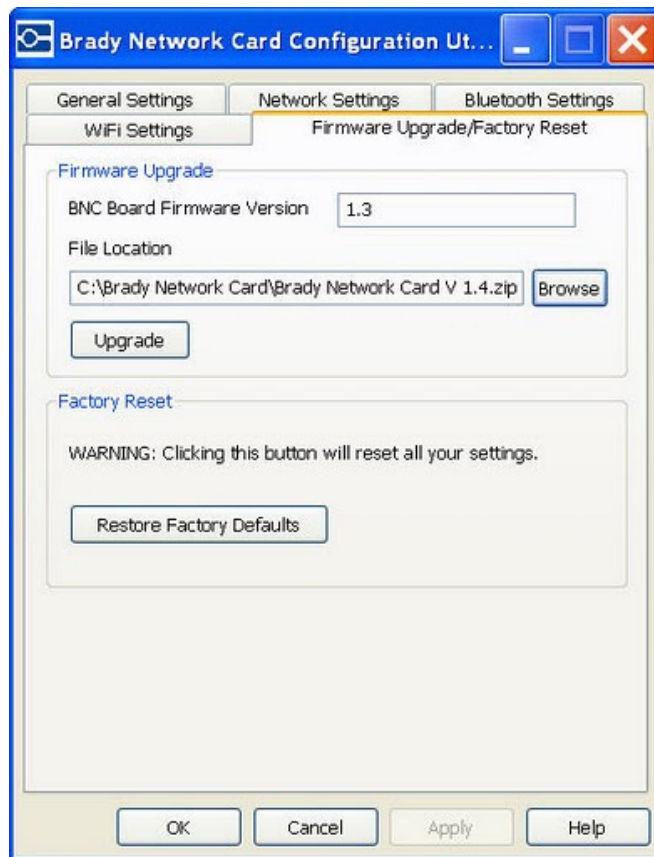 Brady Network Card Configuration Ut...
General Settings
Network Settings
Bluetooth Settings
WiFi Settings
Firmware Upgrade/Factory Reset
Firmware Upgrade
BNC Board Firmware Version
1.3
File Location
C:\Brady Network Card\Brady Network Card V 1.4.zip
Browse
Upgrade
Factory Reset
WARNING: Clicking this button will reset all your settings.
Restore Factory Defaults
OK
Cancel
Apply
Help